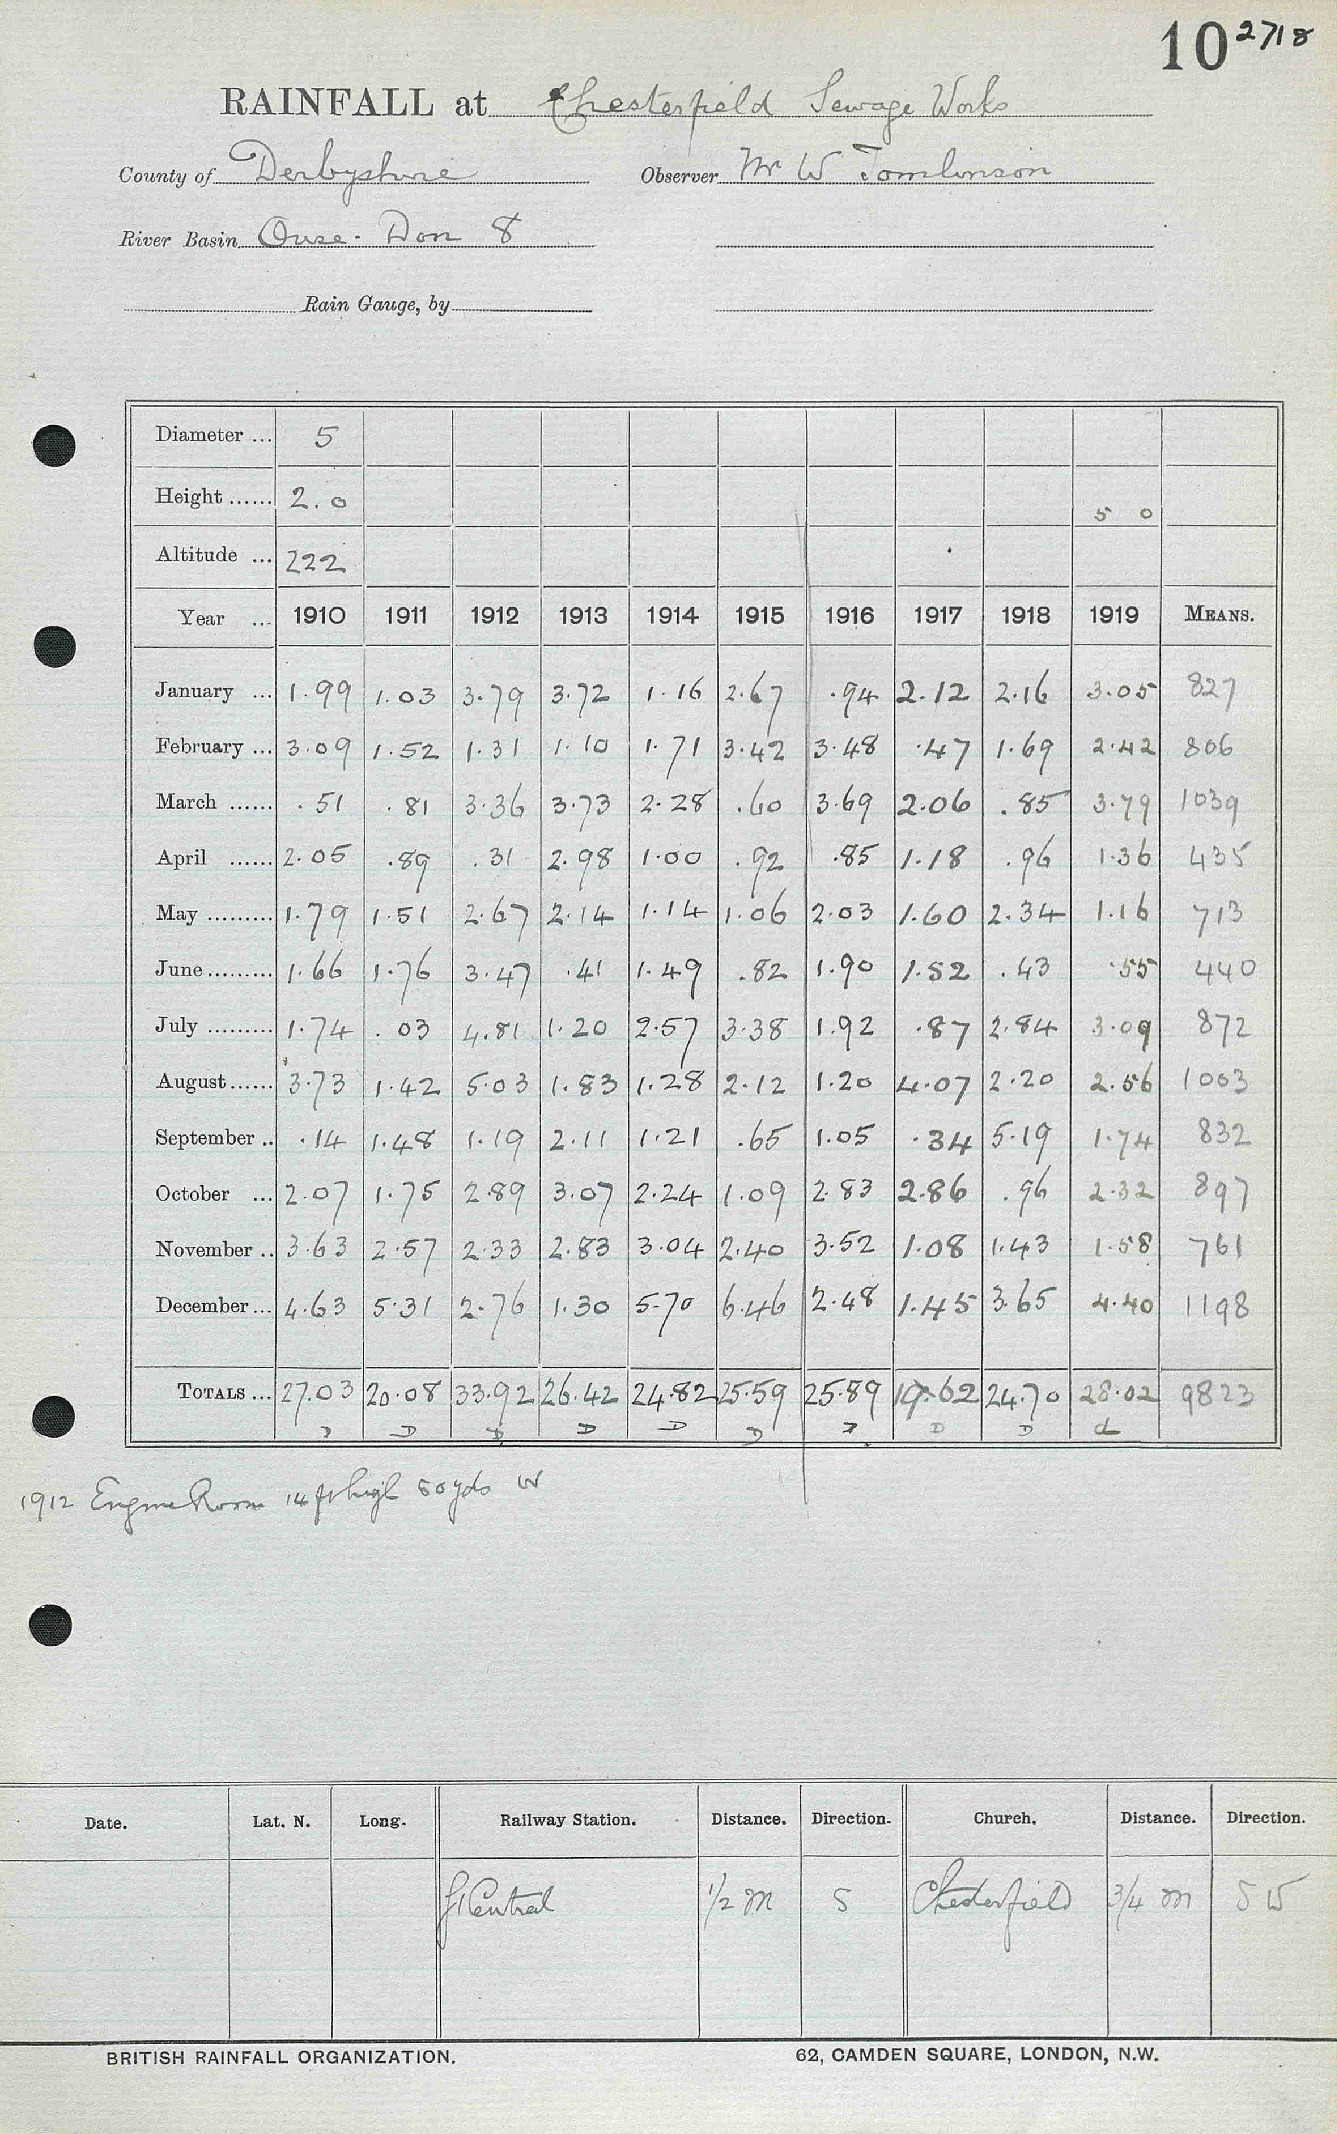 10 2718
RAINFALL at Chesterfield Sewage Works
County of Derbyshire Observer Mr W Tomlinson
River Basin Ouse. Don 8
Rain Gauge, by
Diameter ... 5
Height ...... 2.0 5 0
Altitude ... 222
Year ... 1910 1911 1912 1913 1914 1915 1916 1917 1918 1919 MEANS.
January ... 1.99 1.03 3.79 3.72 1.16 2.67 .94 2.12 2.16 3.05 827
February ... 3.09 1.52 1.31 1.10 1.71 3.42 3.48 .47 1.69 2.42 806
March ...... .51 .81 3.36 3.73 2.28 .60 3.69 2.06 .85 3.79 1039
April ...... 2.05 .89 .31 2.98 1.00 .92 .85 1.18 .96 1.36 435
May ......... 1.79 1.51 2.67 2.14 1.14 1.06 2.03 1.60 2.34 1.16 713
June ......... 1.66 1.76 3.47 .41 1.49 .82 1.90 1.52 .43 .55 440
July ......... 1.74 .03 4.81 1.20 2.57 3.38 1.92 .87 2.84 3.09 872
August ...... 3.73 1.42 5.03 1.83 1.28 2.12 1.20 4.07 2.20 2.56 1003
September .. .14 1.48 1.19 2.11 1.21 .65 1.05 .34 5.19 1.74 832
October ... 2.07 1.75 2.89 3.07 2.24 1.09 2.83 2.86 .96 2.32 897
November .. 3.63 2.57 2.33 2.83 3.04 2.40 3.52 1.08 1.43 1.58 761
December ... 4.63 5.31 2.76 1.30 5.70 6.46 2.48 1.45 3.65 4.40 1198
TOTALS ... 27.03 20.08 33.92 26.42 24.82 25.59 25.89 19.62 24.70 28.02 9823
D D D D D D D D D d
1912 Engine Room 14 ft high 50 yds W
Date. Lat. N. Long. Railway Station. Distance. Direction. Church. Distance. Direction.
Central 1/2 m S Chesterfield 3/4 m S W
BRITISH RAINFALL ORGANIZATION. 62, CAMDEN SQUARE, LONDON, N.W.